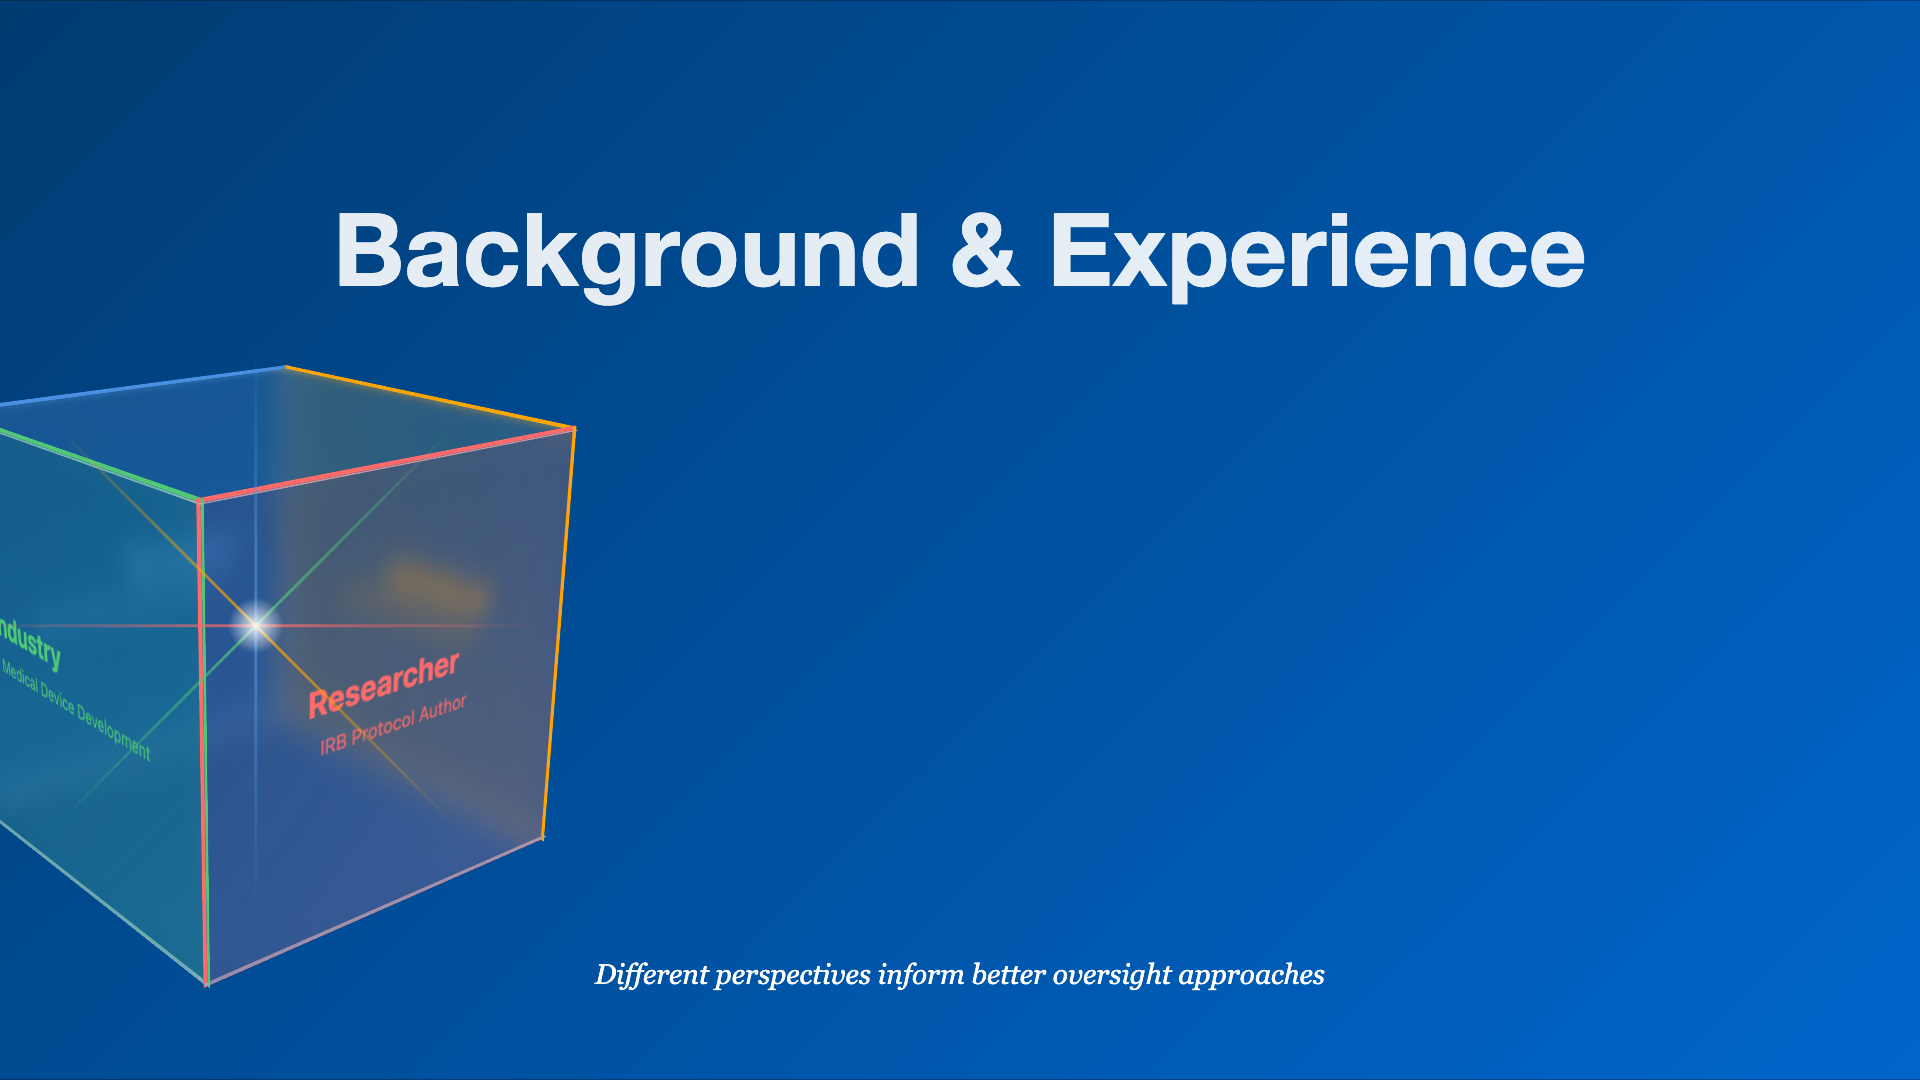 Background & Experience
ndustry
Medical Device Development
Researcher
IRB Protocol Author
Different perspectives inform better oversight approaches